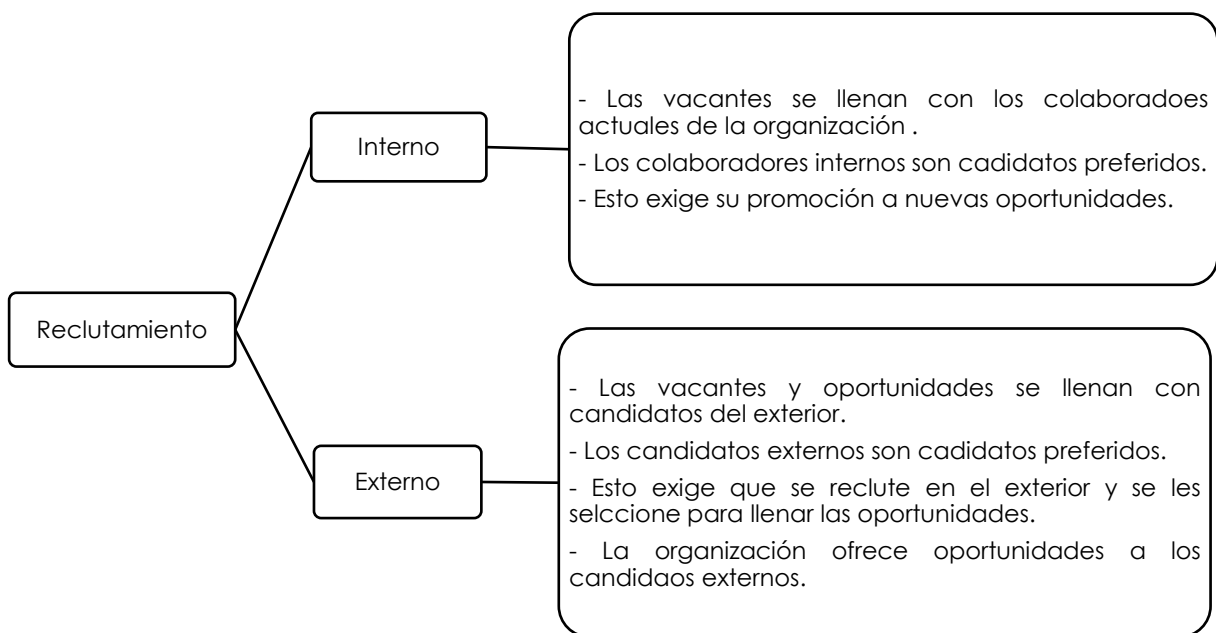 - Las vacantes se llenan con los colaboradoes
actuales de la organización .
- Los colaboradores internos son cadidatos preferidos.
- Esto exige su promoción a nuevas oportunidades.
Interno
Reclutamiento
- Las vacantes y oportunidades se llenan con
candidatos del exterior.
- Los candidatos externos son cadidatos preferidos.
- Esto exige que se reclute en el exterior y se les
selccione para llenar las oportunidades.
- La organización ofrece oportunidades a los
candidaos externos.
Externo